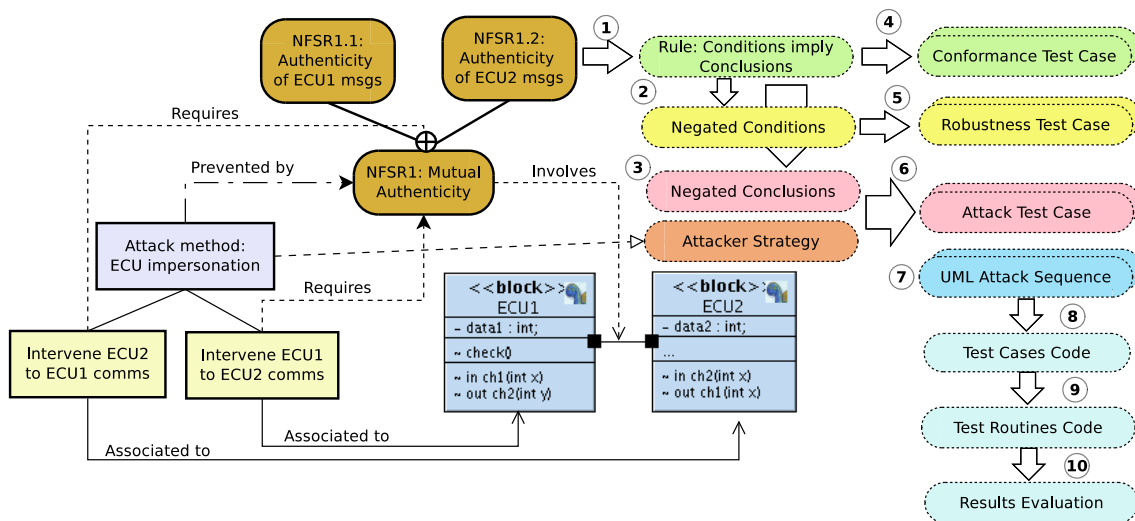 NFSR1.1:
Authenticity
of ECU1 msgs
NFSR1.2:
Authenticity
of ECU2 msgs
1
Rule: Conditions imply
Conclusions
4
Conformance Test Case
2
Negated Conditions
5
Robustness Test Case
Requires
Prevented by
NFSR1: Mutual
Authenticity
Involves
3
Negated Conclusions
6
Attack Test Case
Attacker Strategy
Attack method:
ECU impersonation
7
UML Attack Sequence
Requires
<<block>>
ECU1
- data1 : int;
~ check()
~ in ch1(int x)
~ out ch2(int y)
<<block>>
ECU2
- data2 : int;
...
~ in ch2(int x)
~ out ch1(int x)
8
Test Cases Code
Intervene ECU2
to ECU1 comms
Intervene ECU1
to ECU2 comms
9
Test Routines Code
Associated to
Associated to
10
Results Evaluation